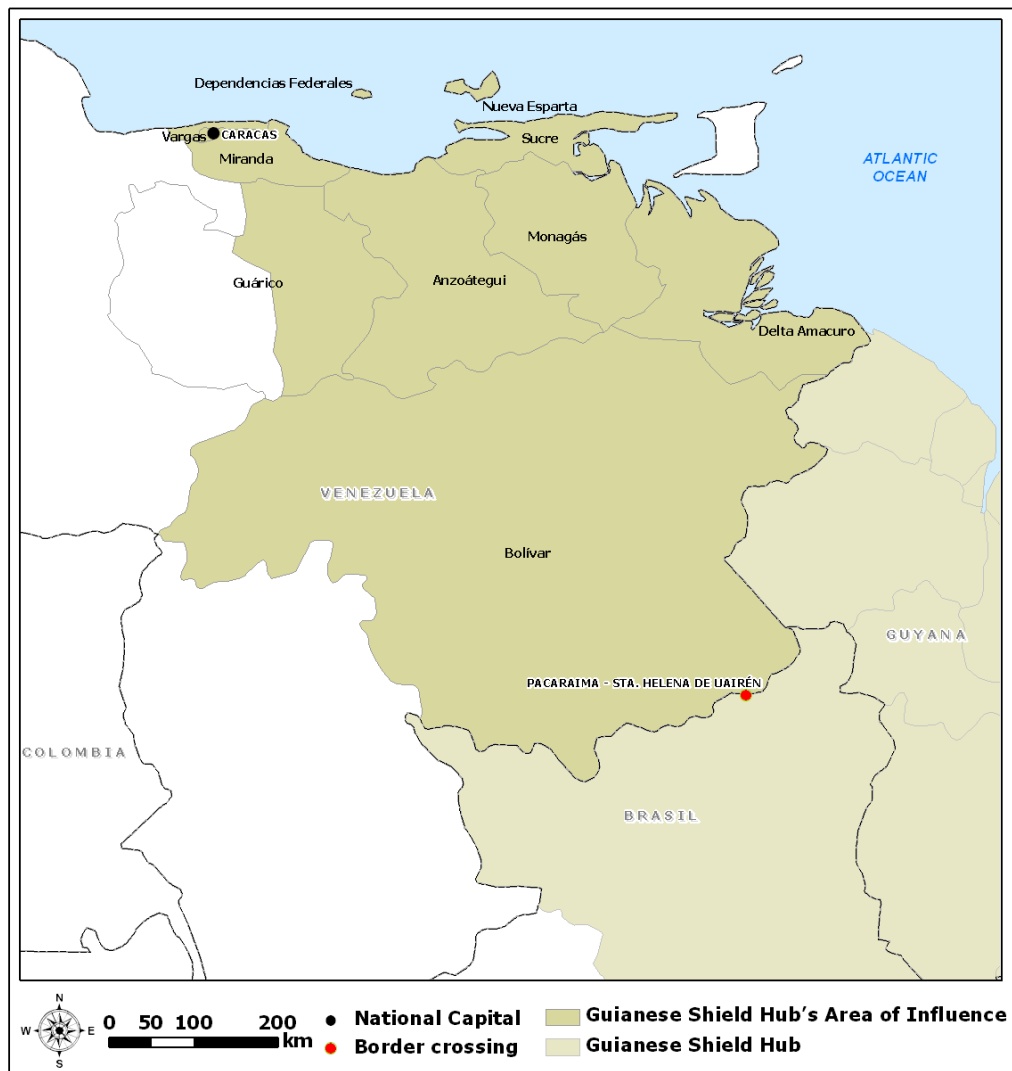 Dependencias Federales
Nueva Esparta
Vargas
CARACAS
Sucre
Miranda
ATLANTIC
OCEAN
Monagás
Guárico
Anzoátegui
Delta Amacuro
VENEZUELA
Bolívar
GUYANA
PACARAIMA - STA. HELENA DE UAIRÉN
COLOMBIA
BRASIL
N
W E
S
0 50 100 200
km
National Capital
Border crossing
Guianese Shield Hub's Area of Influence
Guianese Shield Hub